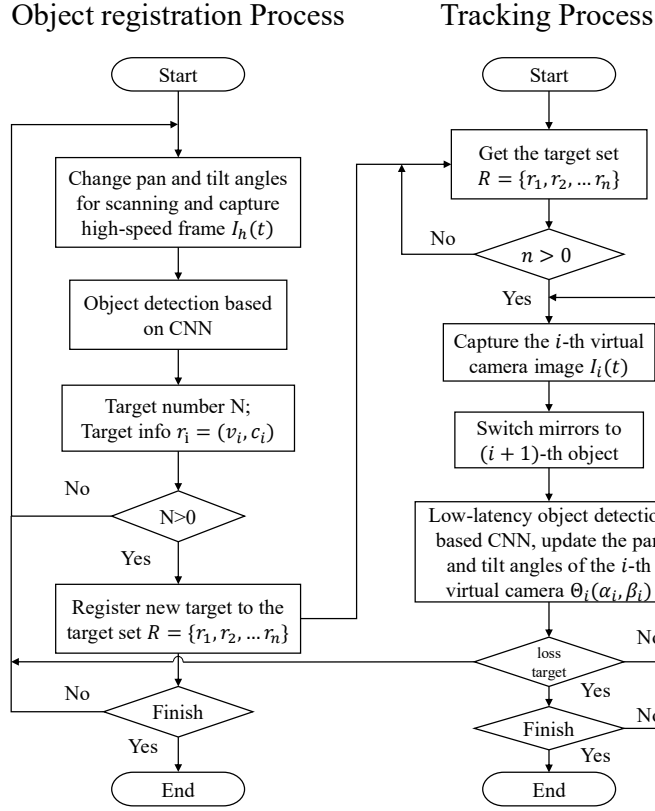 Object registration Process
Start
Change pan and tilt angles
for scanning and capture
high-speed frame I_h(t)
Object detection based
on CNN
Target number N;
Target info r_i = (v_i, c_i)
No
N>0
Yes
Register new target to the
target set R = {r_1, r_2, … r_n}
No
Finish
Yes
End
Tracking Process
Start
Get the target set
R = {r_1, r_2, … r_n}
No
n > 0
Yes
Capture the i-th virtual
camera image I_i(t)
Switch mirrors to
(i + 1)-th object
Low-latency object detectio
based CNN, update the pan
and tilt angles of the i-th
virtual camera Θ_i(α_i, β_i)
loss
target
No
Yes
Finish
No
Yes
End